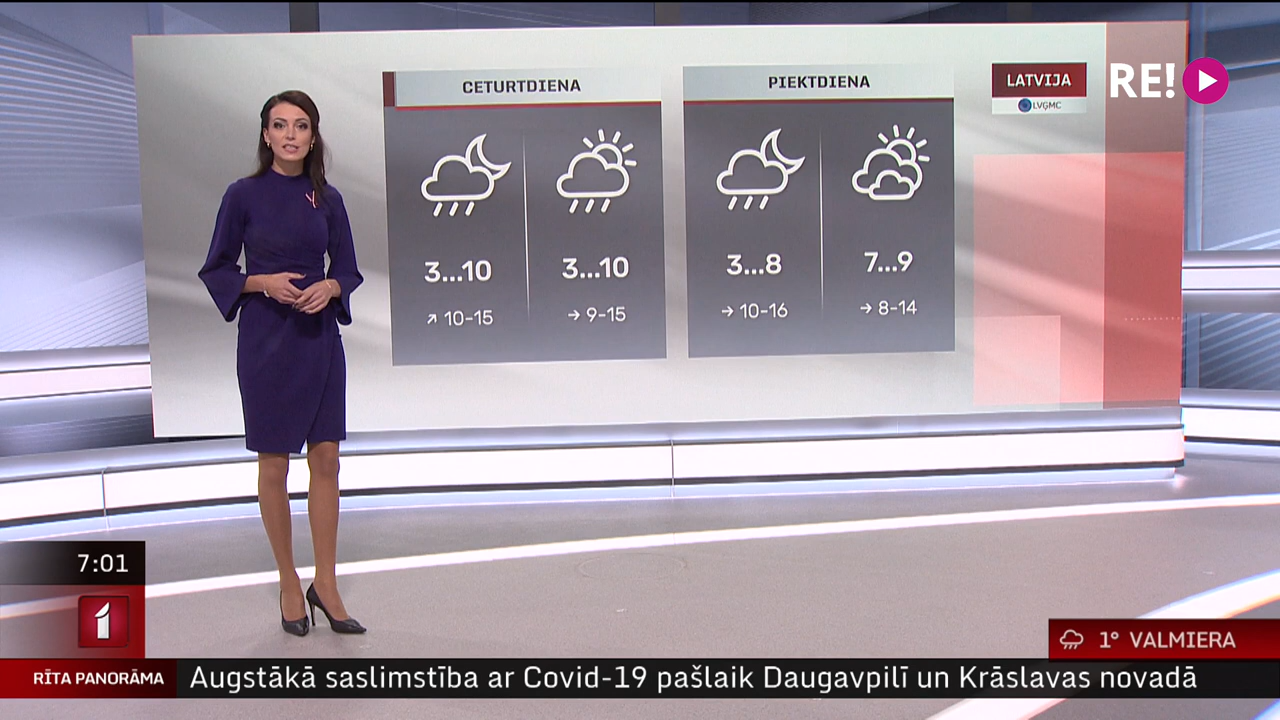 CETURTDIENA
3...10
3...10
↗ 10-15
→ 9-15
PIEKTDIENA
3...8
7...9
→ 10-16
→ 8-14
LATVIJA
LVĢMC
RE!
7:01
1
1° VALMIERA
RĪTA PANORĀMA
Augstākā saslimstība ar Covid-19 pašlaik Daugavpilī un Krāslavas novadā